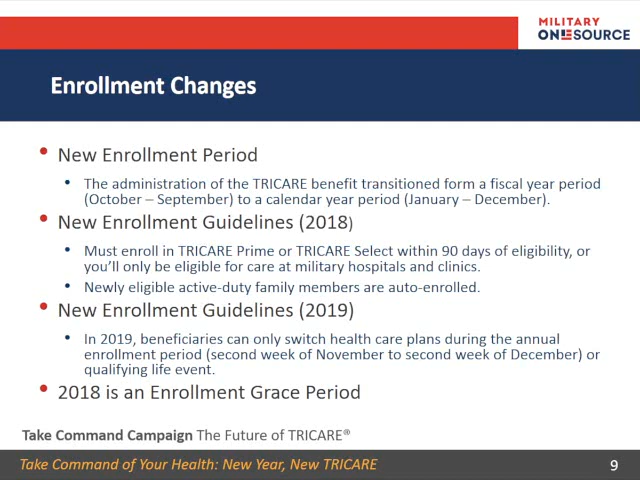 MILITARY
ONESOURCE
Enrollment Changes
• New Enrollment Period
• The administration of the TRICARE benefit transitioned form a fiscal year period
(October – September) to a calendar year period (January – December).
• New Enrollment Guidelines (2018)
• Must enroll in TRICARE Prime or TRICARE Select within 90 days of eligibility, or
you'll only be eligible for care at military hospitals and clinics.
• Newly eligible active-duty family members are auto-enrolled.
• New Enrollment Guidelines (2019)
• In 2019, beneficiaries can only switch health care plans during the annual
enrollment period (second week of November to second week of December) or
qualifying life event.
• 2018 is an Enrollment Grace Period
Take Command Campaign The Future of TRICARE®
Take Command of Your Health: New Year, New TRICARE
9